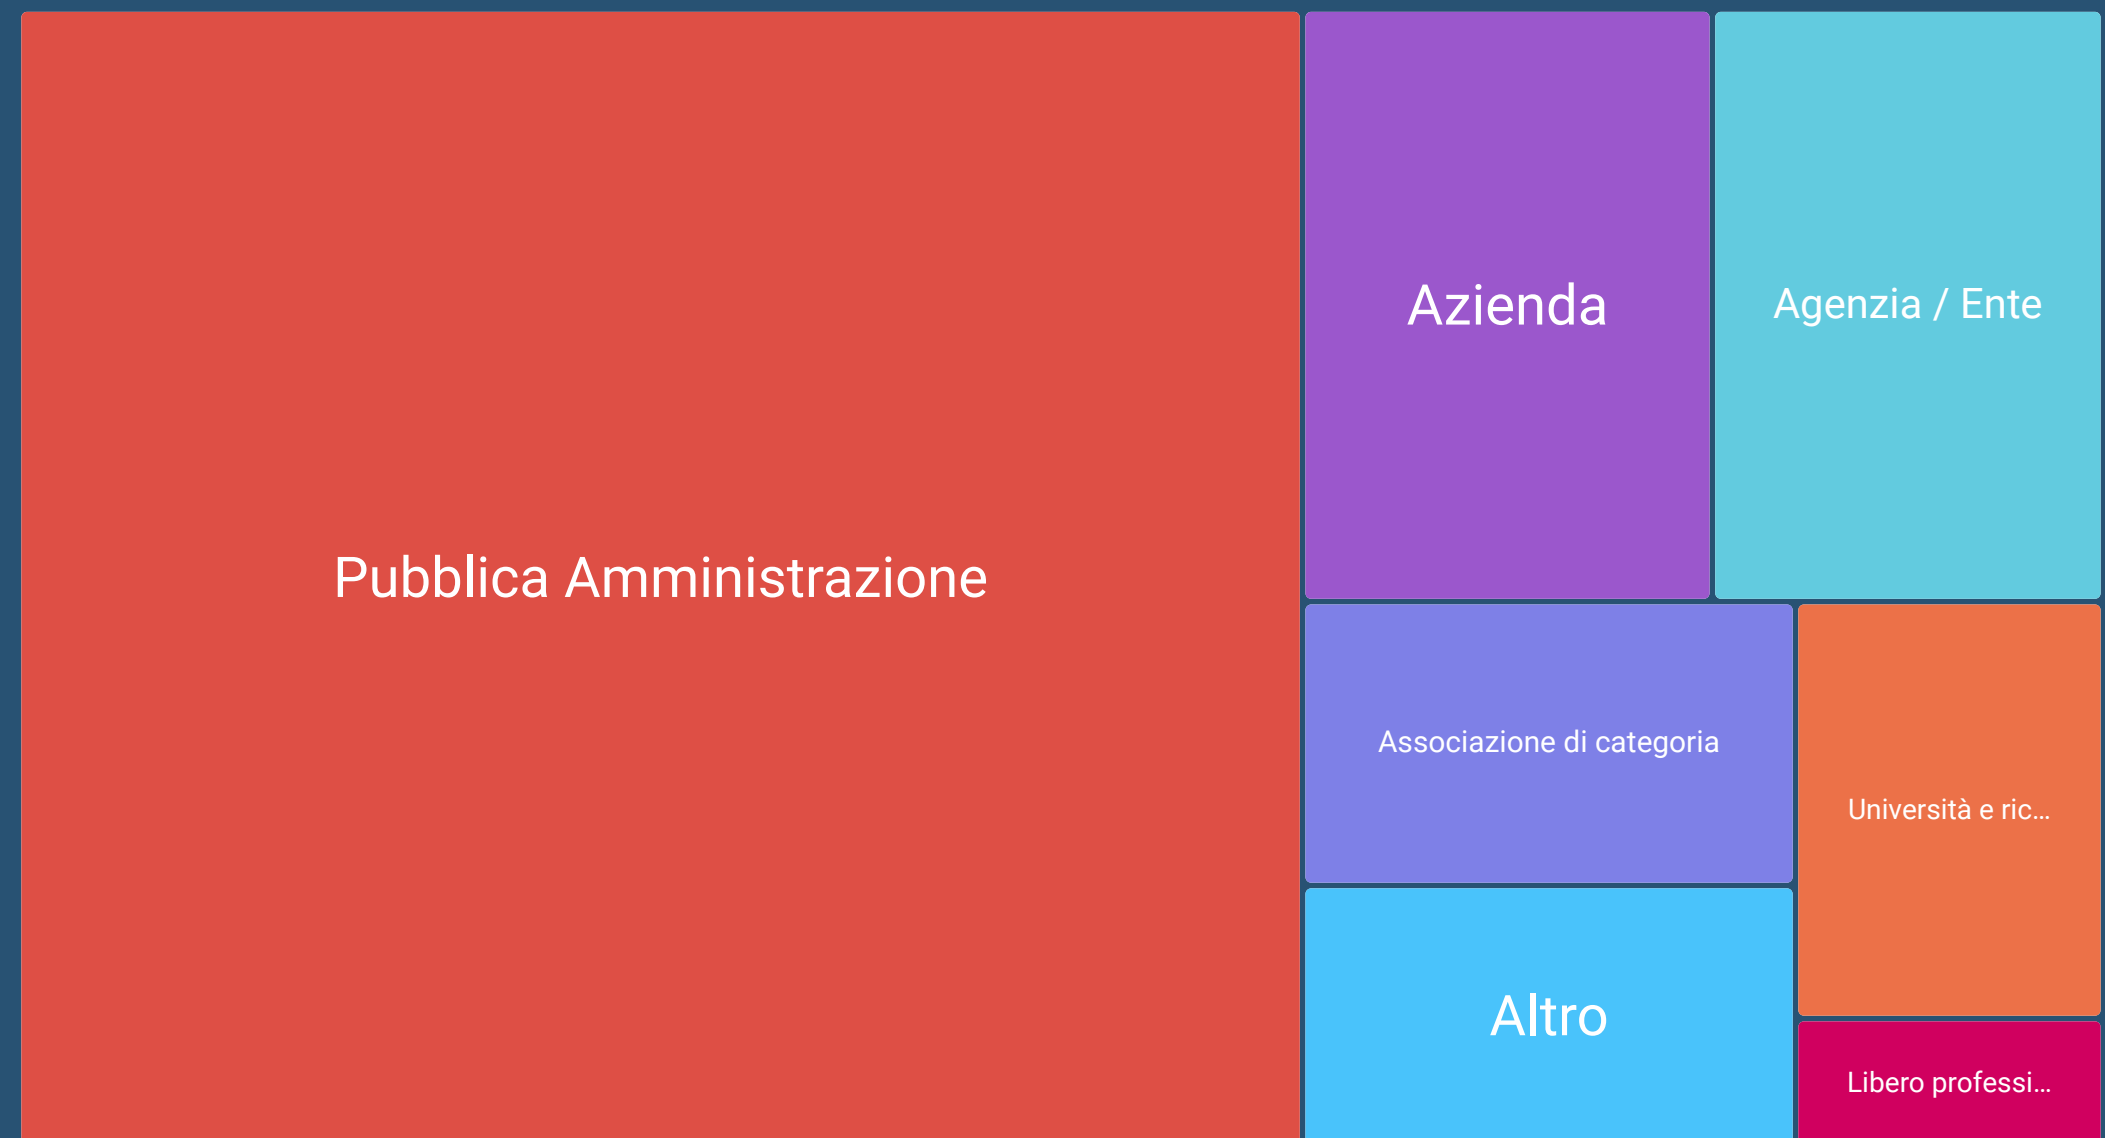 Pubblica Amministrazione
Azienda
Agenzia / Ente
Associazione di categoria
Università e ric...
Altro
Libero professi...